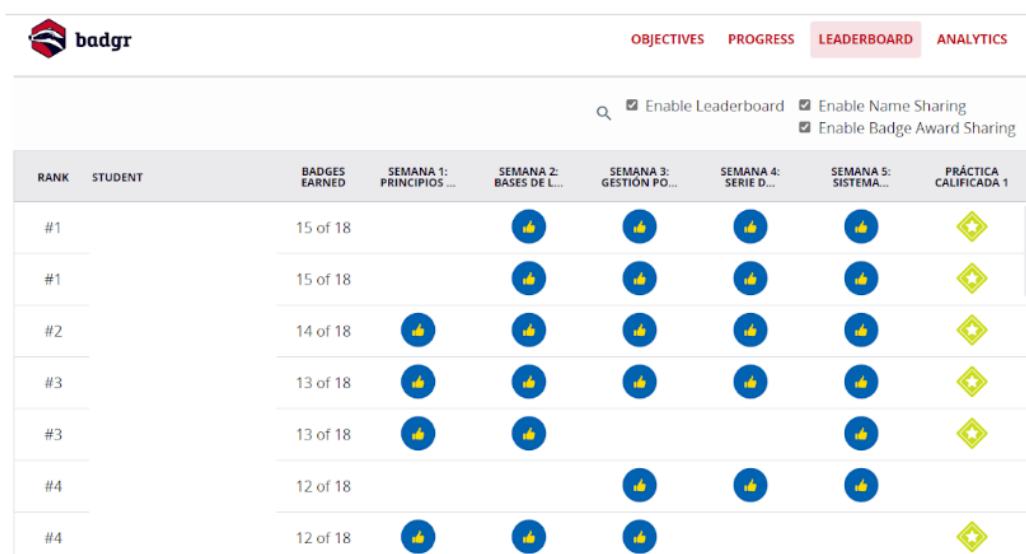 badgr
OBJECTIVES PROGRESS LEADERBOARD ANALYTICS
Enable Leaderboard Enable Name Sharing
Enable Badge Award Sharing
RANK STUDENT BADGES EARNED SEMANA 1: PRINCIPIOS ... SEMANA 2: BASES DE L... SEMANA 3: GESTIÓN PO... SEMANA 4: SERIE D... SEMANA 5: SISTEMA... PRÁCTICA CALIFICADA 1
#1 15 of 18
#1 15 of 18
#2 14 of 18
#3 13 of 18
#3 13 of 18
#4 12 of 18
#4 12 of 18